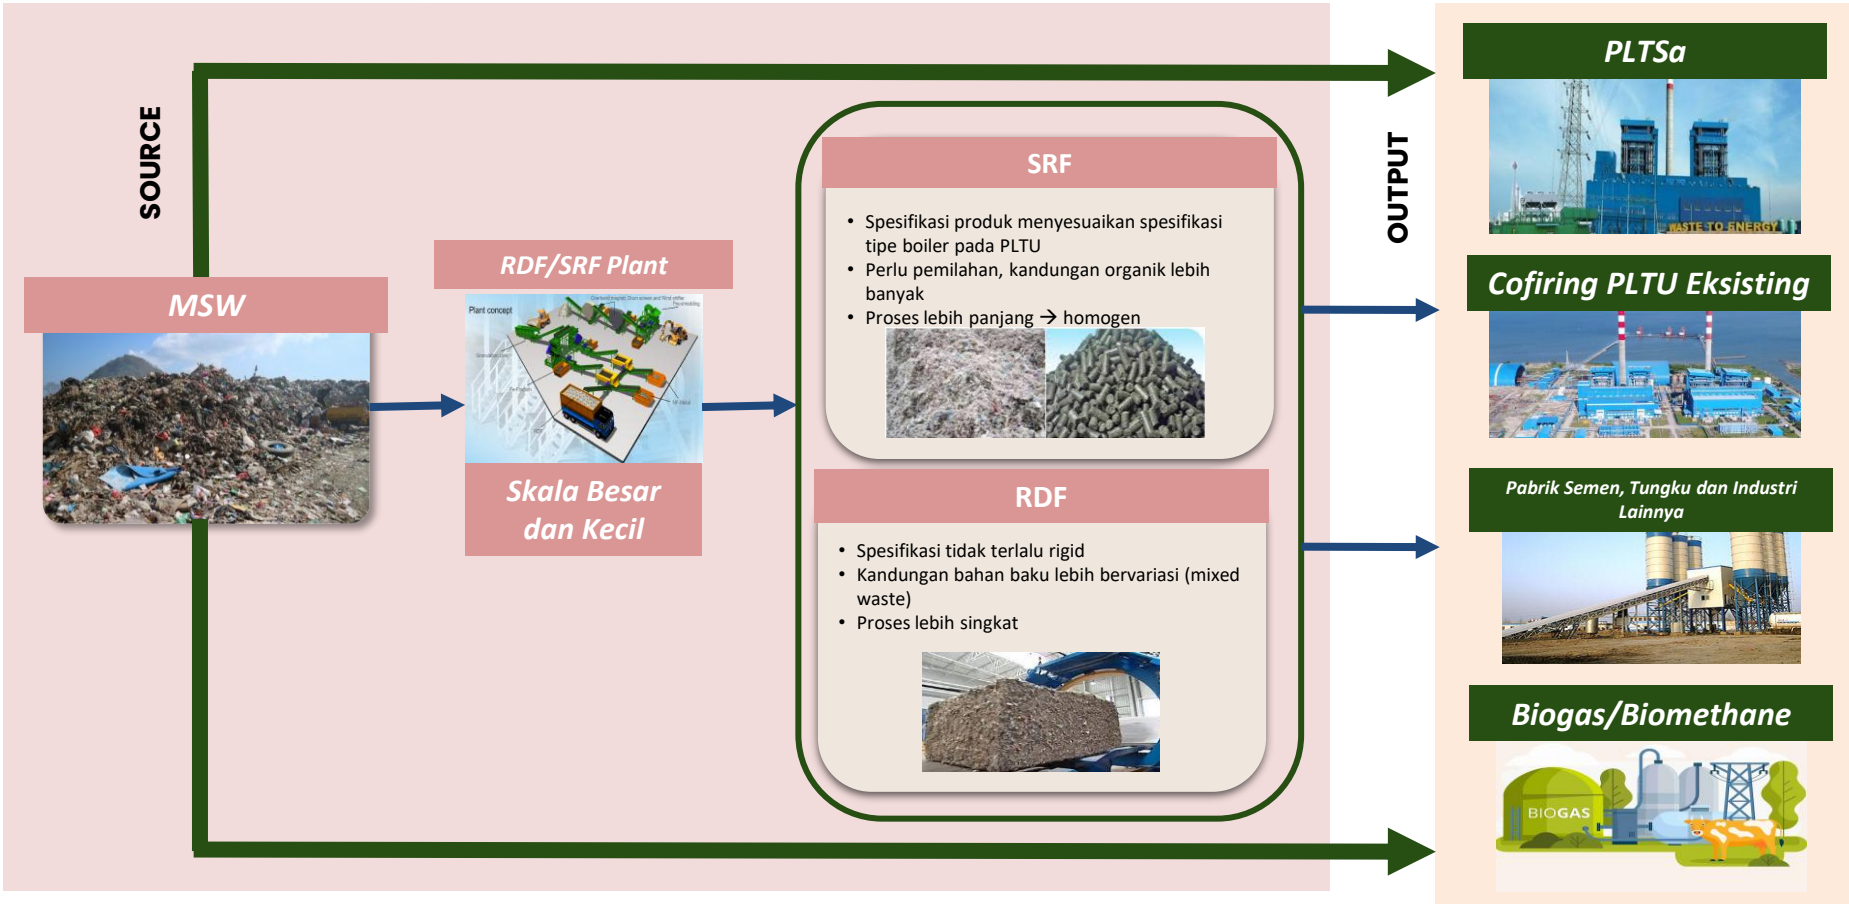 SOURCE
MSW
RDF/SRF Plant
Plant concept
Skala Besar
dan Kecil
SRF
• Spesifikasi produk menyesuaikan spesifikasi
tipe boiler pada PLTU
• Perlu pemilahan, kandungan organik lebih
banyak
• Proses lebih panjang → homogen
RDF
• Spesifikasi tidak terlalu rigid
• Kandungan bahan baku lebih bervariasi (mixed
waste)
• Proses lebih singkat
OUTPUT
PLTSa
WASTE TO ENERGY
Cofiring PLTU Eksisting
Pabrik Semen, Tungku dan Industri
Lainnya
Biogas/Biomethane
BIOGAS